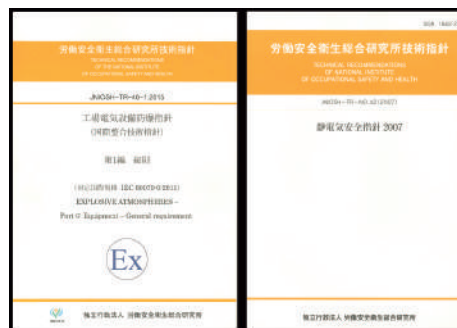 労働安全衛生総合研究所技術指針
TECHNICAL RECOMMENDATIONS
OF THE NATIONAL INSTITUTE
OF OCCUPATIONAL SAFETY AND HEALTH
JNIOSH-TR-46-1:2015
工場電気設備防爆指針
(国際整合技術指針)
第1編 総則
EXPLOSIVE ATMOSPHERES –
Part 0: Equipment – General requirement
Ex
独立行政法人 労働安全衛生総合研究所
ISSN
労働安全衛生総合研究所技術指針
TECHNICAL RECOMMENDATIONS
OF NATIONAL INSTITUTE
OF OCCUPATIONAL SAFETY AND HEALTH
JNIOSH-TR-NO.42(2007)
静電気安全指針 2007
独立行政法人 労働安全衛生総合研究所